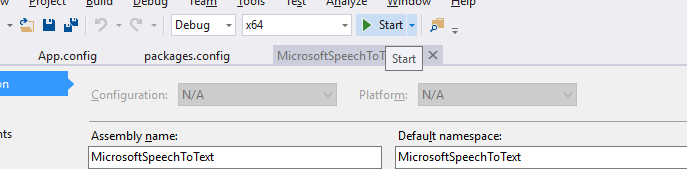 Project Build Debug Team Tools Test Analyze Window
Debug x64 Start
App.config packages.config MicrosoftSpeechToT
Start
on
Configuration: N/A Platform: N/A
nts
Assembly name: Default namespace:
MicrosoftSpeechToText MicrosoftSpeechToText